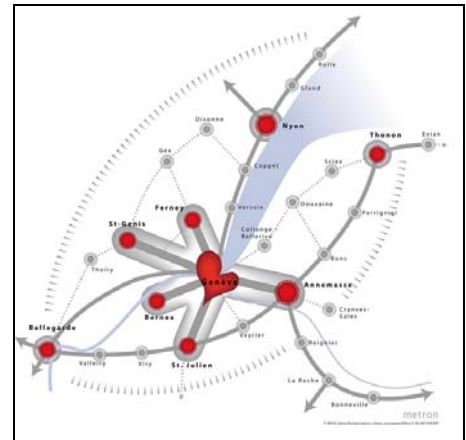 Rolle
Gland
Divonne
Nyon
Thonon
Evian
Gex
Coppet
Sciez
Ferney
Versoix
Douvaine
Perrignier
St-Genis
Collonge
Bellerive
Thoiry
Bons
Genève
Annemasse
Bernex
Cranves-
Sales
Bellegarde
Veyrier
Reignier
Valleiry
Viry
St.-Julien
La Roche
Bonneville
metron